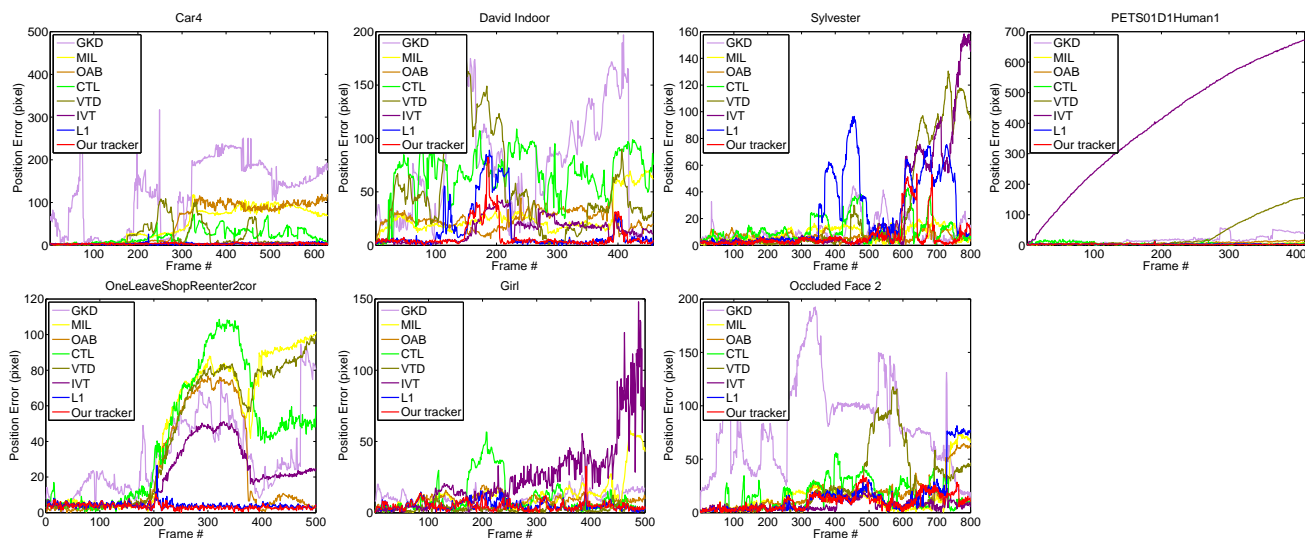 Car4
Position Error (pixel)
500
400
300
200
100
0
GKD
MIL
OAB
CTL
VTD
IVT
L1
Our tracker
0 100 200 300 400 500 600
Frame #
David Indoor
Position Error (pixel)
200
150
100
50
0
GKD
MIL
OAB
CTL
VTD
IVT
L1
Our tracker
100 200 300 400
Frame #
Sylvester
Position Error (pixel)
160
140
120
100
80
60
40
20
0
GKD
MIL
OAB
CTL
VTD
IVT
L1
Our tracker
100 200 300 400 500 600 700 800
Frame #
PETS01D1Human1
Position Error (pixel)
700
600
500
400
300
200
100
0
GKD
MIL
OAB
CTL
VTD
IVT
L1
Our tracker
100 200 300 400
Frame #
OneLeaveShopReenter2cor
Position Error (pixel)
120
100
80
60
40
20
0
GKD
MIL
OAB
CTL
VTD
IVT
L1
Our tracker
0 100 200 300 400 500
Frame #
Girl
Position Error (pixel)
150
100
50
0
GKD
MIL
OAB
CTL
VTD
IVT
L1
Our tracker
100 200 300 400 500
Frame #
Occluded Face 2
Position Error (pixel)
200
150
100
50
0
GKD
MIL
OAB
CTL
VTD
IVT
L1
Our tracker
100 200 300 400 500 600 700 800
Frame #